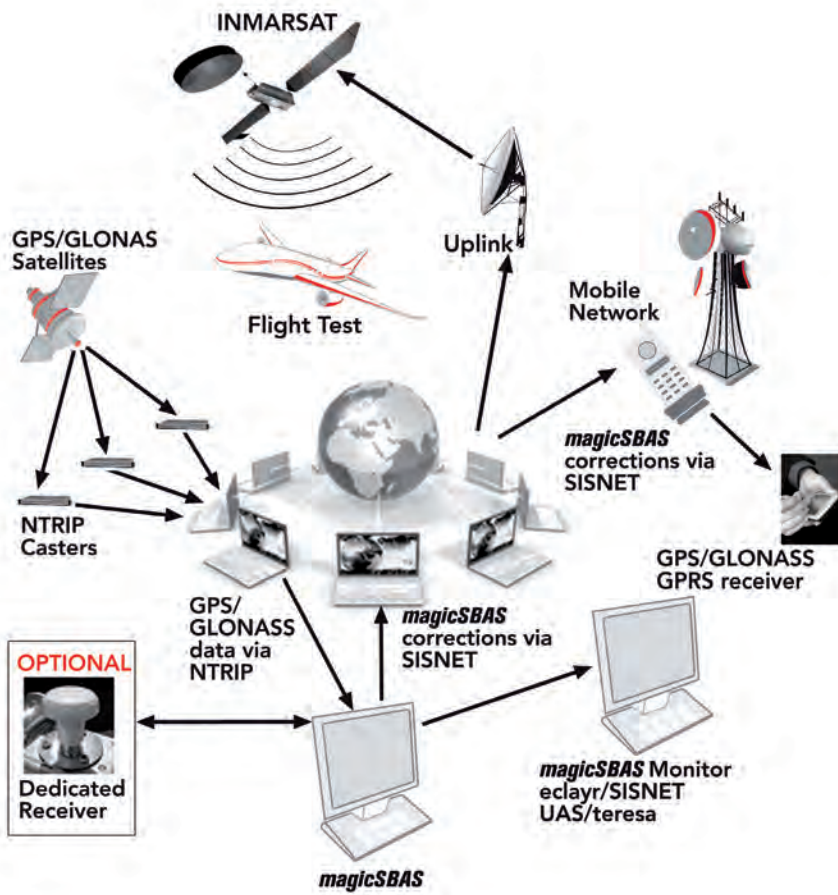 INMARSAT
GPS/GLONAS
Satellites
Uplink
Flight Test
Mobile
Network
magicSBAS
corrections via
SISNET
NTRIP
Casters
GPS/GLONASS
GPRS receiver
GPS/
GLONASS
data via
NTRIP
magicSBAS
corrections via
SISNET
OPTIONAL
Dedicated
Receiver
magicSBAS Monitor
eclayr/SISNET
UAS/teresa
magicSBAS